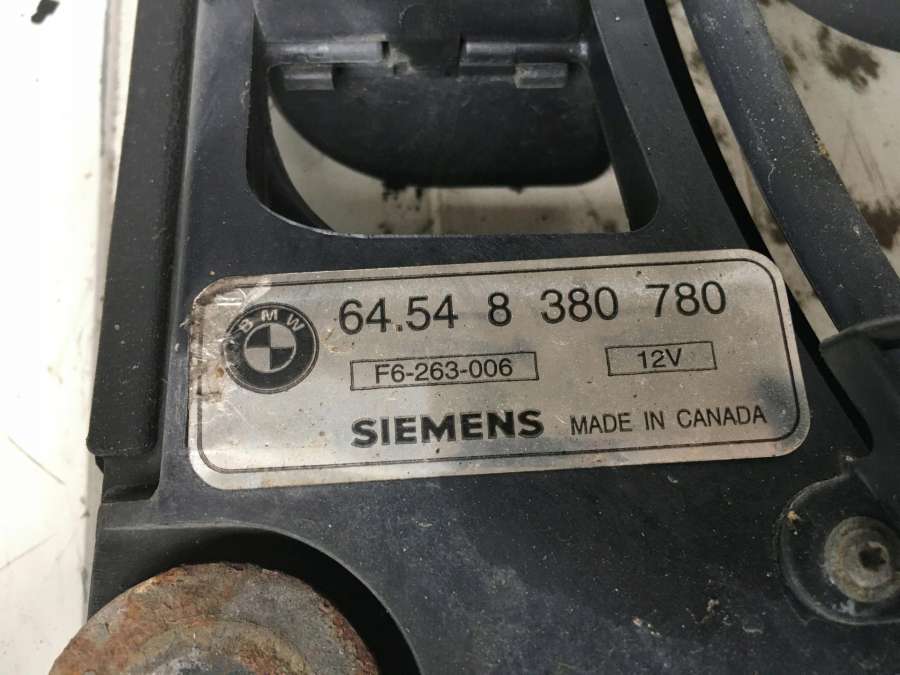 BMW
64.54 8 380 780
F6-263-006 12V
SIEMENS MADE IN CANADA